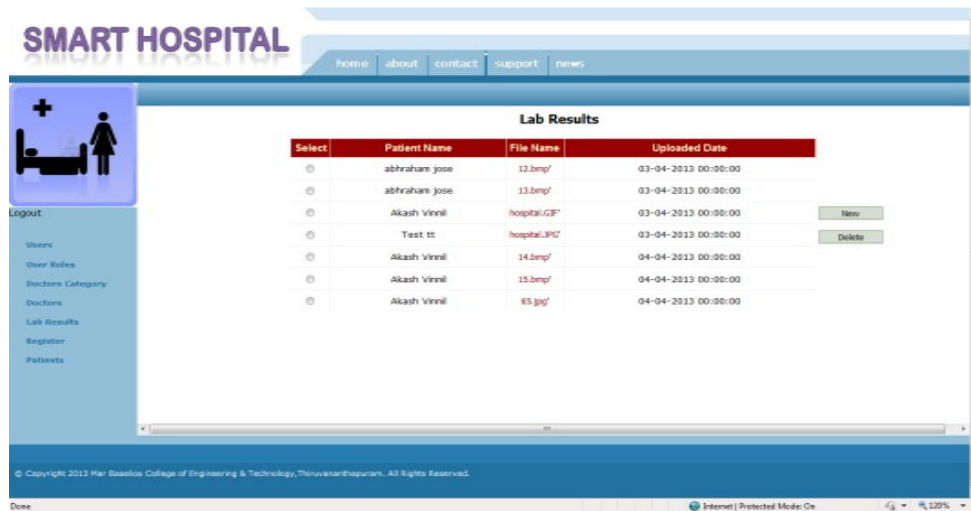 SMART HOSPITAL
home about contact support news
Lab Results
Select Patient Name File Name Uploaded Date
abhraham jose 12.bmp' 03-04-2013 00:00:00
abhraham jose 13.bmp' 03-04-2013 00:00:00
Akash Vinnil hospital.GIF' 03-04-2013 00:00:00
Test tt hospital.JPG' 03-04-2013 00:00:00
Akash Vinnil 14.bmp' 04-04-2013 00:00:00
Akash Vinnil 15.bmp' 04-04-2013 00:00:00
Akash Vinnil 65.jpg' 04-04-2013 00:00:00
New
Delete
Logout
Users
User Roles
Doctors Category
Doctors
Lab Results
Register
Patients
© Copyright 2013 Mar Baselios College of Engineering & Technology,Thiruvananthapuram. All Rights Reserved.
Done Internet | Protected Mode: On 120%